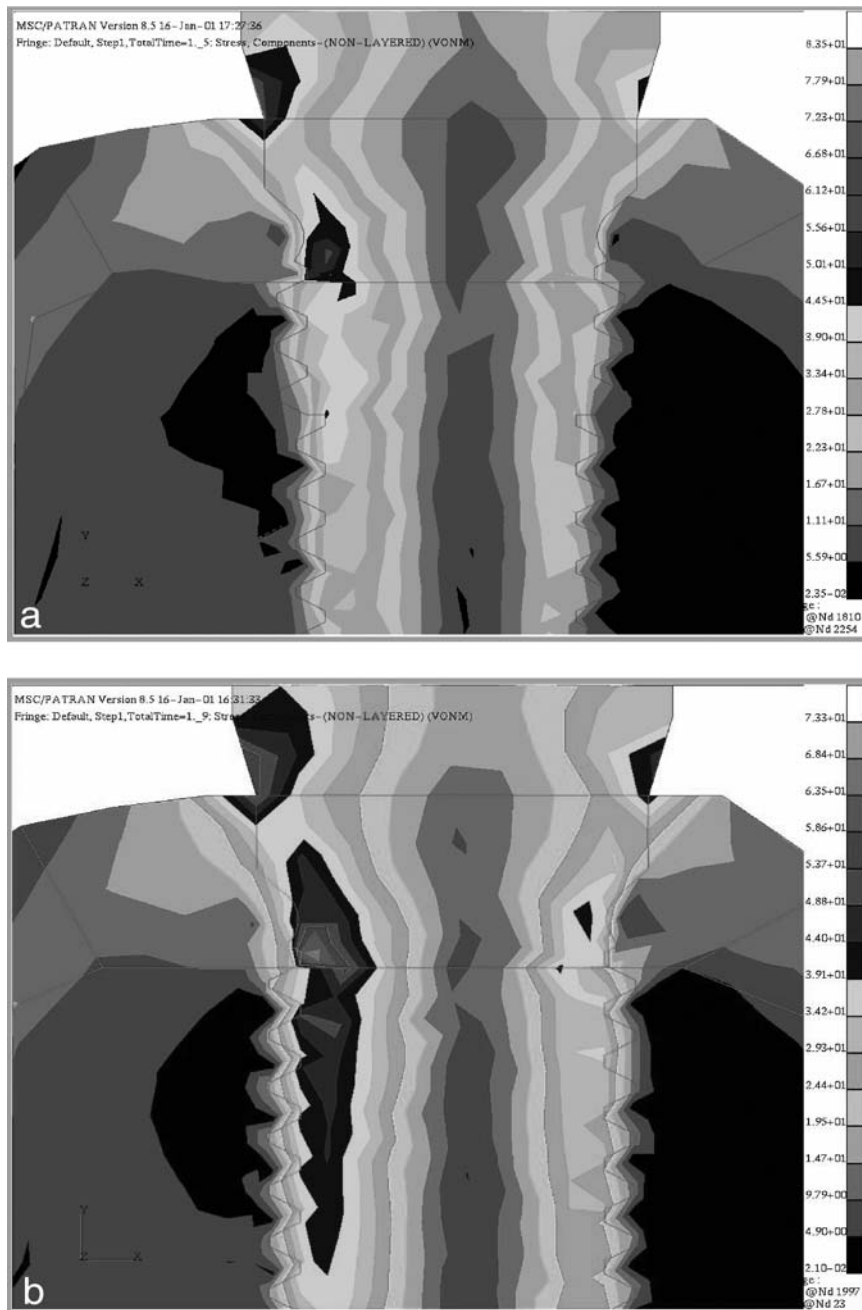 MSC/PATRAN Version 8.5 16-Jan-01 17:27:36
Fringe: Default, Step1,TotalTime=1._5: Stress, Components-(NON-LAYERED) (VONM)
8.35+01
7.79+01
7.23+01
6.68+01
6.12+01
5.56+01
5.01+01
4.45+01
3.90+01
3.34+01
2.78+01
2.23+01
1.67+01
1.11+01
5.59+00
2.35-02
ge :
@Nd 1810
@Nd 2254
Y
Z X
a
MSC/PATRAN Version 8.5 16-Jan-01 16:31:33
Fringe: Default, Step1,TotalTime=1._9: Stress, Components-(NON-LAYERED) (VONM)
7.33+01
6.84+01
6.35+01
5.86+01
5.37+01
4.88+01
4.40+01
3.91+01
3.42+01
2.93+01
2.44+01
1.95+01
1.47+01
9.79+00
4.90+00
2.10-02
ge :
@Nd 1997
@Nd 23
Y
Z X
b